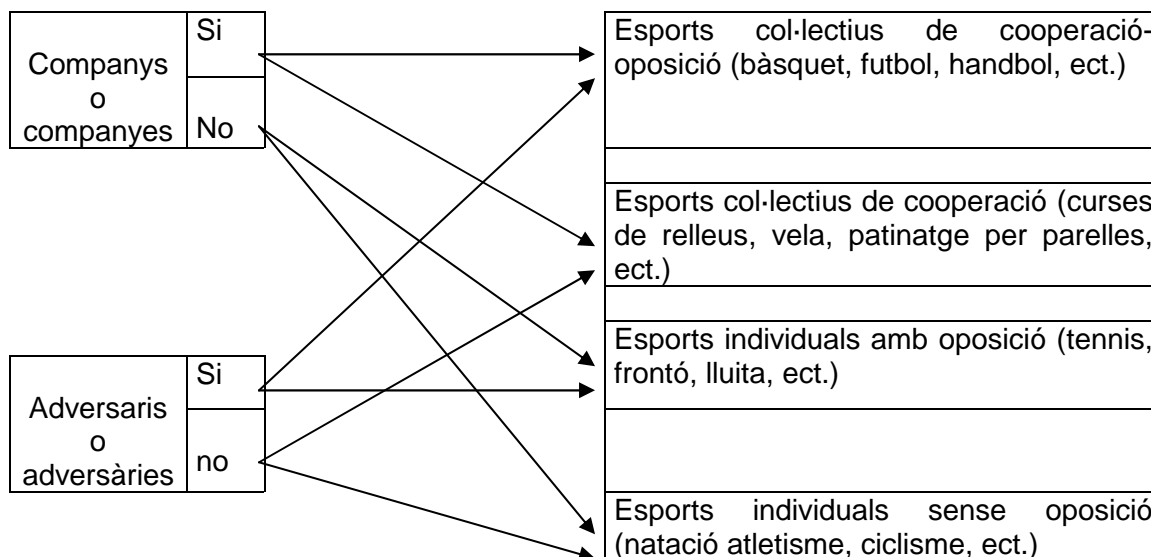 Companys
o
companyes
Si
No
Adversaris
o
adversàries
Si
no
Esports col·lectius de cooperació-
oposició (bàsquet, futbol, handbol, ect.)
Esports col·lectius de cooperació (curses
de relleus, vela, patinatge per parelles,
ect.)
Esports individuals amb oposició (tennis,
frontó, lluita, ect.)
Esports individuals sense oposició
(natació atletisme, ciclisme, ect.)